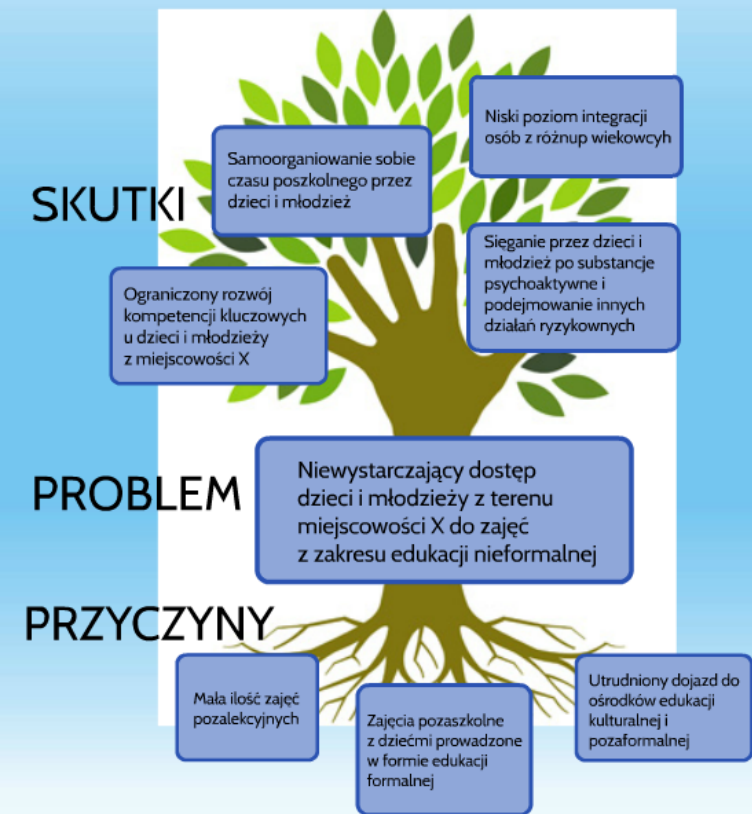 Niski poziom integracji
osób z różnup wiekowcyh
Samoorganiowanie sobie
czasu poszkolnego przez
dzieci i młodzież
SKUTKI
Sięganie przez dzieci i
młodzież po substancje
psychoaktywne i
podejmowanie innych
działań ryzykownych
Ograniczony rozwój
kompetencji kluczowych
u dzieci i młodzieży
z miejscowości X
PROBLEM
Niewystarczający dostęp
dzieci i młodzieży z terenu
miejscowości X do zajęć
z zakresu edukacji nieformalnej
PRZYCZYNY
Mała ilość zajęć
pozalekcyjnych
Zajęcia pozaszkolne
z dziećmi prowadzone
w formie edukacji
formalnej
Utrudniony dojazd do
ośrodków edukacji
kulturalnej i
pozaformalnej